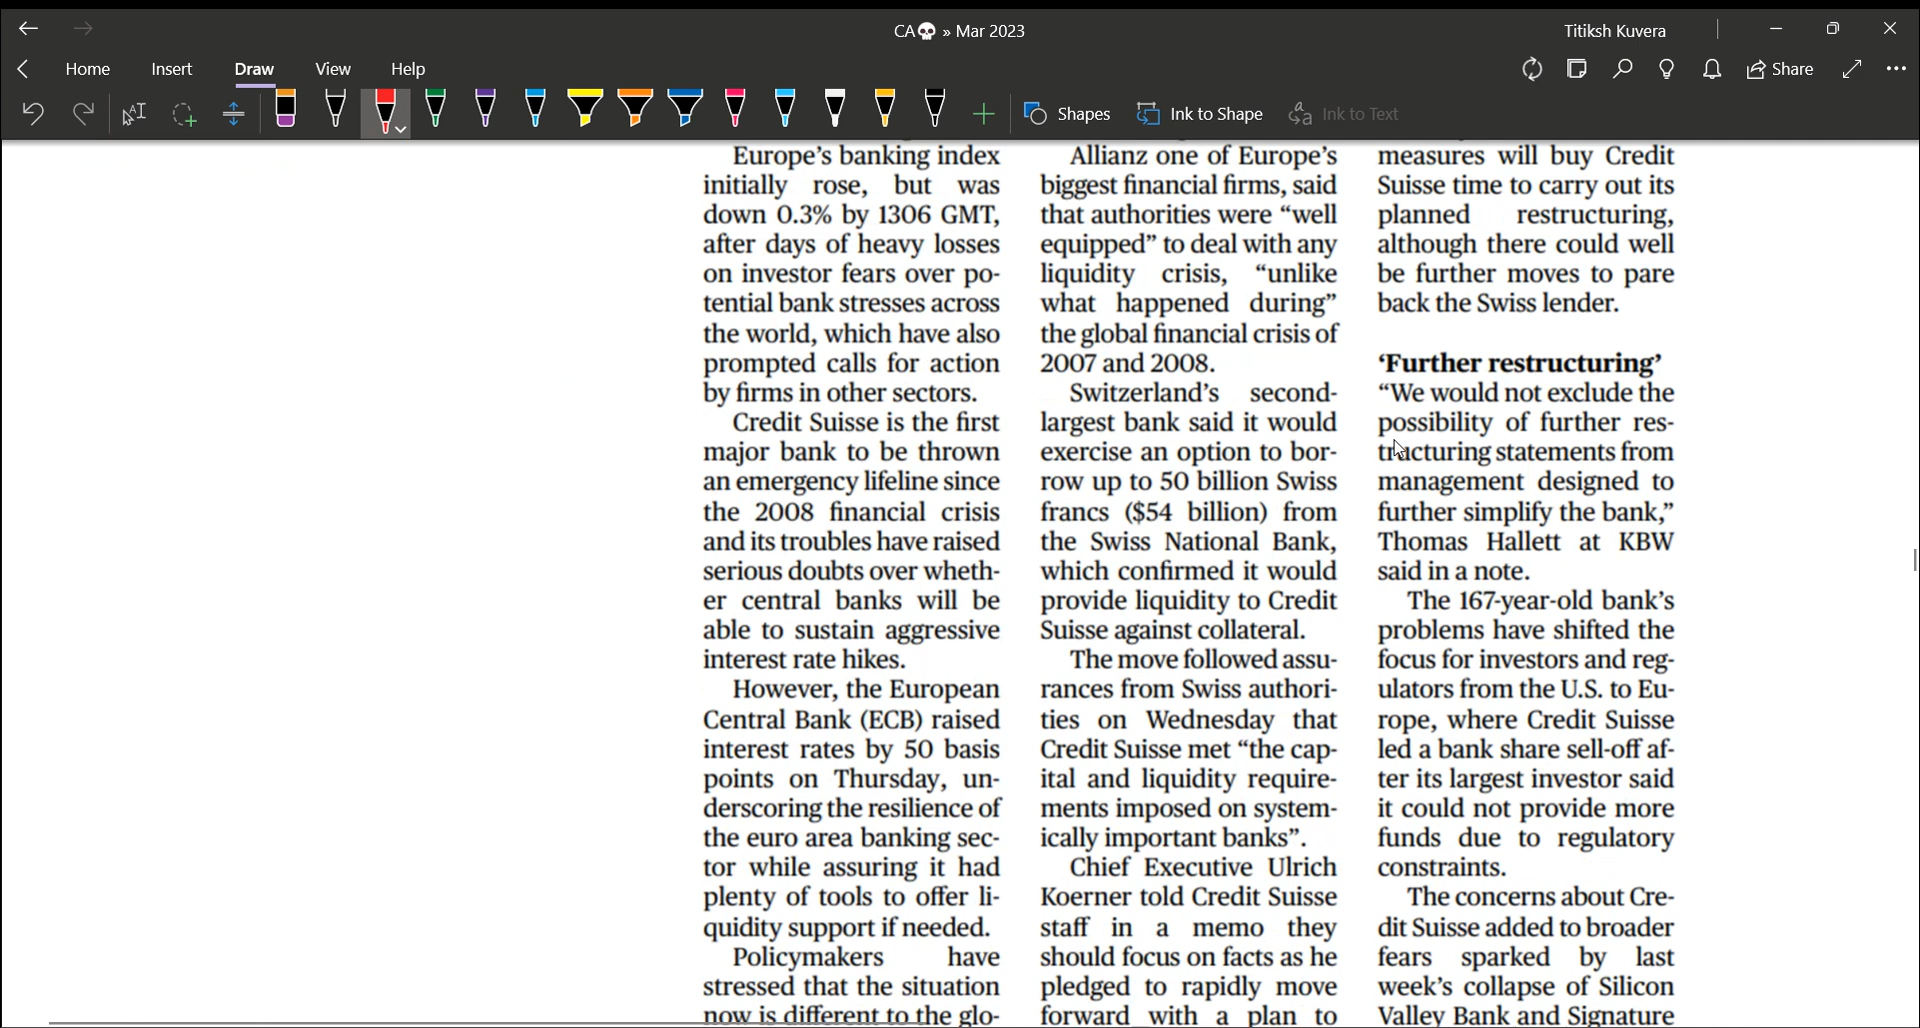 CA💀 » Mar 2023
Titiksh Kuvera
Home
Insert
Draw
View
Help
Share
Shapes
Ink to Shape
Ink to Text
Europe’s banking index
initially rose, but was
down 0.3% by 1306 GMT,
after days of heavy losses
on investor fears over po-
tential bank stresses across
the world, which have also
prompted calls for action
by firms in other sectors.
Credit Suisse is the first
major bank to be thrown
an emergency lifeline since
the 2008 financial crisis
and its troubles have raised
serious doubts over wheth-
er central banks will be
able to sustain aggressive
interest rate hikes.
However, the European
Central Bank (ECB) raised
interest rates by 50 basis
points on Thursday, un-
derscoring the resilience of
the euro area banking sec-
tor while assuring it had
plenty of tools to offer li-
quidity support if needed.
Policymakers have
stressed that the situation
now is different to the glo-
Allianz one of Europe’s
biggest financial firms, said
that authorities were “well
equipped” to deal with any
liquidity crisis, “unlike
what happened during”
the global financial crisis of
2007 and 2008.
Switzerland’s second-
largest bank said it would
exercise an option to bor-
row up to 50 billion Swiss
francs ($54 billion) from
the Swiss National Bank,
which confirmed it would
provide liquidity to Credit
Suisse against collateral.
The move followed assu-
rances from Swiss authori-
ties on Wednesday that
Credit Suisse met “the cap-
ital and liquidity require-
ments imposed on system-
ically important banks”.
Chief Executive Ulrich
Koerner told Credit Suisse
staff in a memo they
should focus on facts as he
pledged to rapidly move
forward with a plan to
measures will buy Credit
Suisse time to carry out its
planned restructuring,
although there could well
be further moves to pare
back the Swiss lender.
‘Further restructuring’
“We would not exclude the
possibility of further res-
tructuring statements from
management designed to
further simplify the bank,”
Thomas Hallett at KBW
said in a note.
The 167-year-old bank’s
problems have shifted the
focus for investors and reg-
ulators from the U.S. to Eu-
rope, where Credit Suisse
led a bank share sell-off af-
ter its largest investor said
it could not provide more
funds due to regulatory
constraints.
The concerns about Cre-
dit Suisse added to broader
fears sparked by last
week’s collapse of Silicon
Valley Bank and Signature